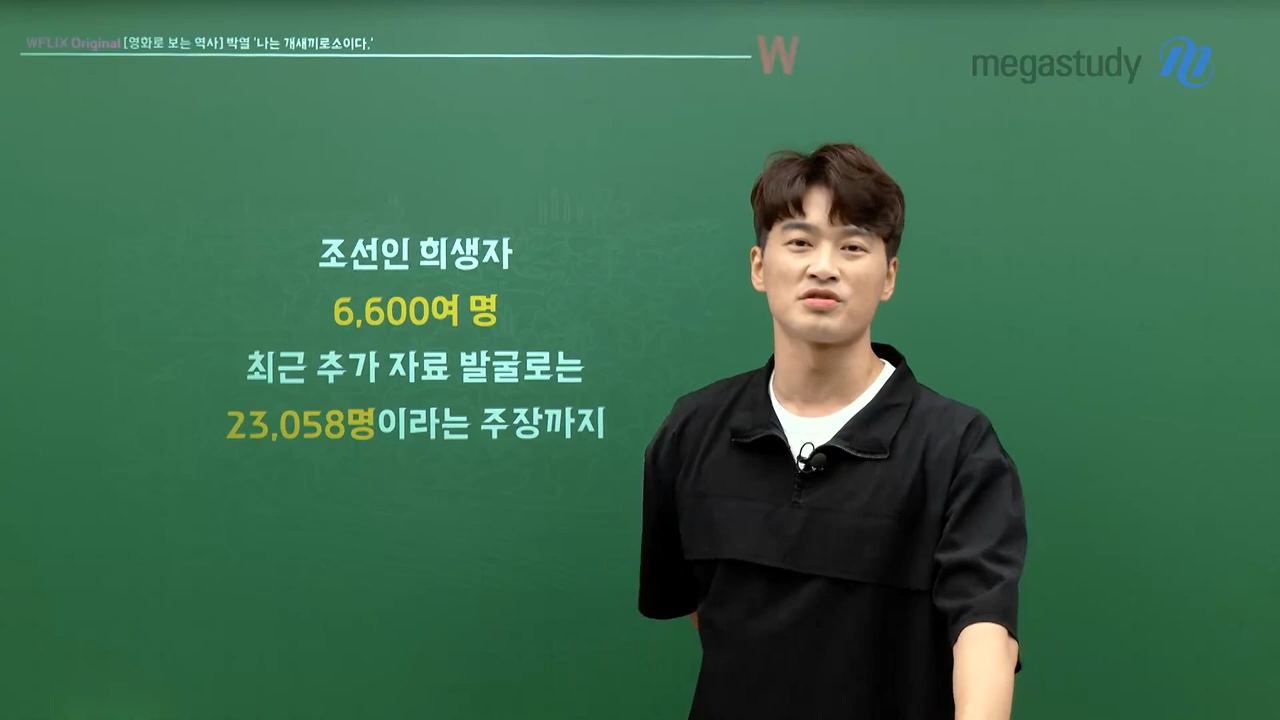 WFLIX Original [영화로 보는 역사] 박열 '나는 개새끼로소이다.'
W
megastudy
조선인 희생자
6,600여 명
최근 추가 자료 발굴로는
23,058명이라는 주장까지